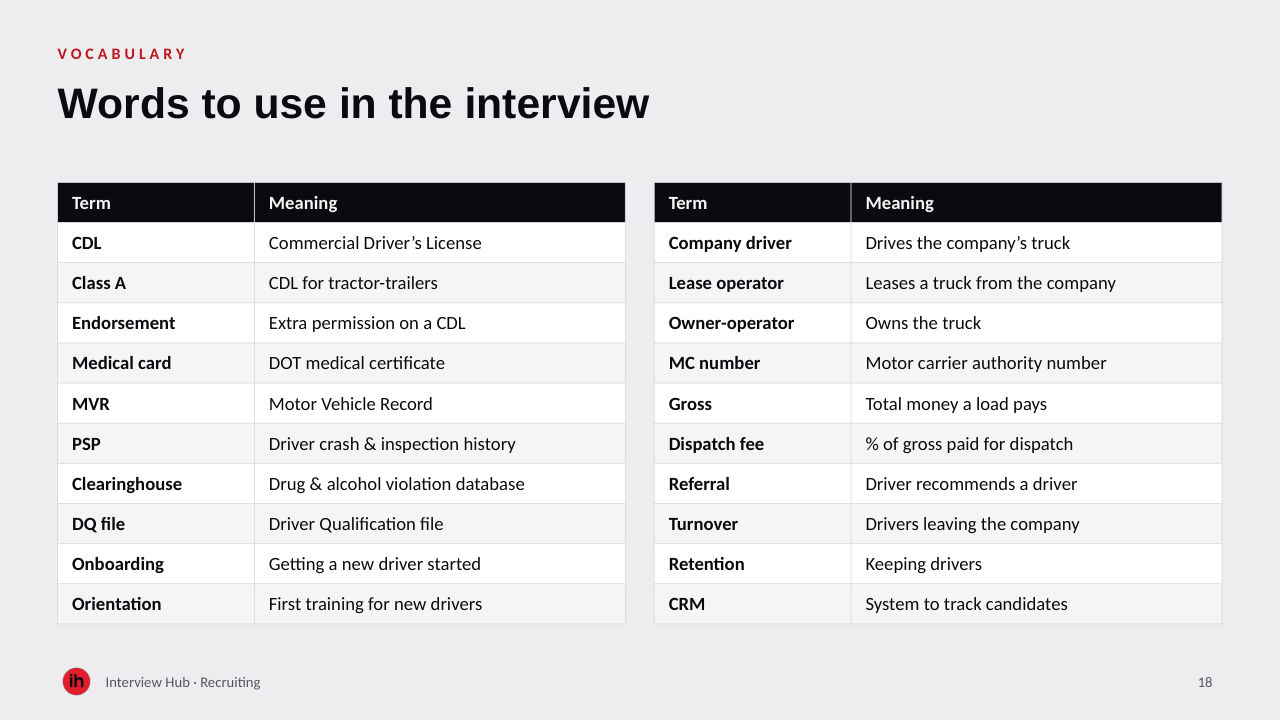 VOCABULARY
Words to use in the interview
Term Meaning
CDL Commercial Driver’s License
Class A CDL for tractor-trailers
Endorsement Extra permission on a CDL
Medical card DOT medical certificate
MVR Motor Vehicle Record
PSP Driver crash & inspection history
Clearinghouse Drug & alcohol violation database
DQ file Driver Qualification file
Onboarding Getting a new driver started
Orientation First training for new drivers
Term Meaning
Company driver Drives the company’s truck
Lease operator Leases a truck from the company
Owner-operator Owns the truck
MC number Motor carrier authority number
Gross Total money a load pays
Dispatch fee % of gross paid for dispatch
Referral Driver recommends a driver
Turnover Drivers leaving the company
Retention Keeping drivers
CRM System to track candidates
ih Interview Hub · Recruiting
18